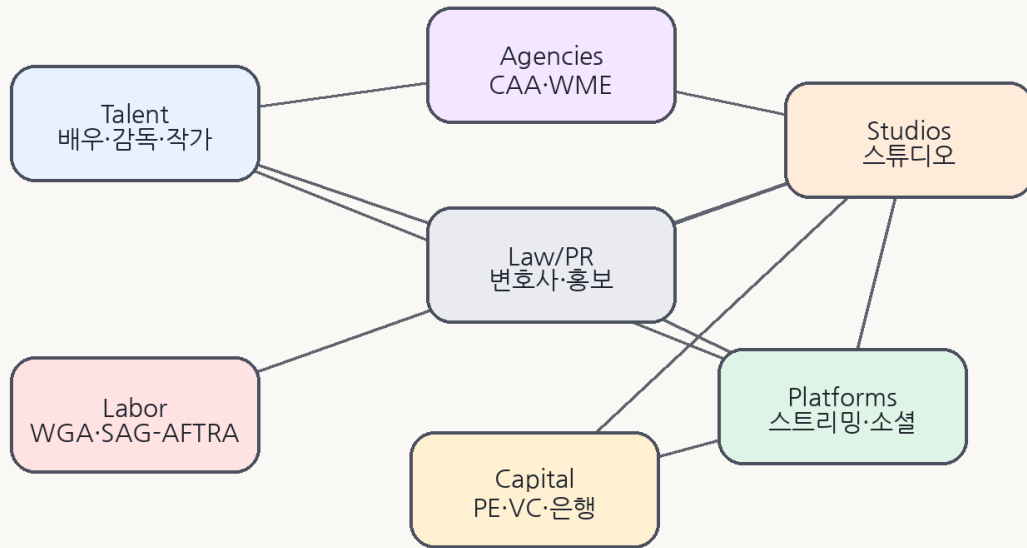 Agencies
CAA·WME
Talent
배우·감독·작가
Studios
스튜디오
Law/PR
변호사·홍보
Labor
WGA·SAG-AFTRA
Platforms
스트리밍·소셜
Capital
PE·VC·은행